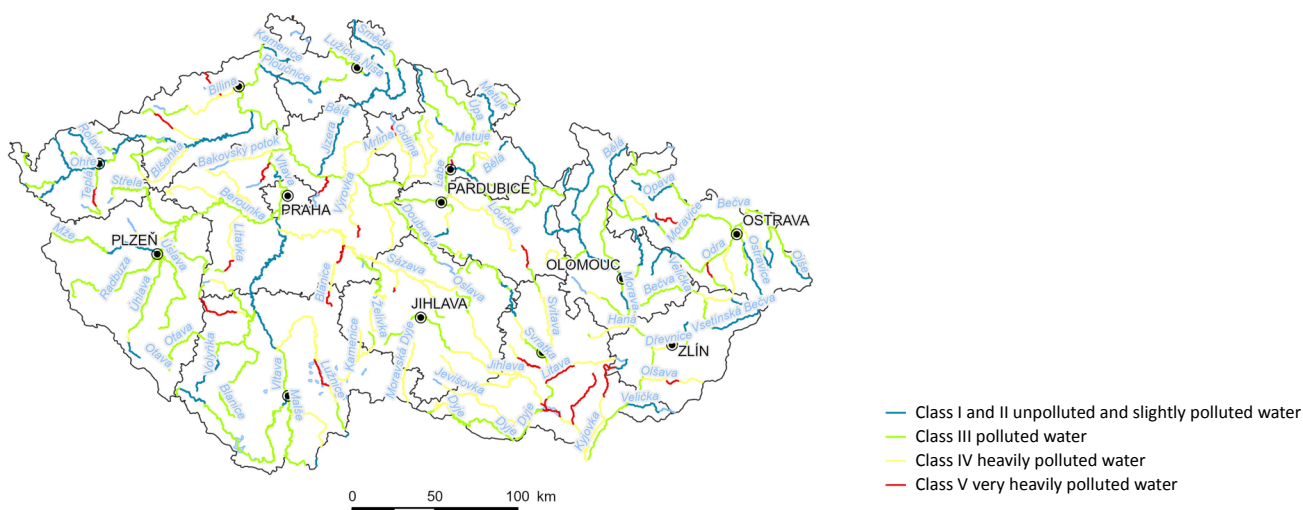 Smědá
Kamenice
Lužická Nisa
Ploučnice
Bílina
Metuje
Úpa
Bělá
Rolava
Ohře
Teplá
Blšanka
Bakovský potok
Vltava
Jizera
Mrlina
Cidlina
Metuje
Labe
Bělá
Bělá
Střela
Berounka
PRAHA
Výrovka
PARDUBICE
Doubrava
Loučná
Opava
Moravice
Bečva
OSTRAVA
Mže
PLZEŇ
Úslava
Litavka
Radbuza
Úhlava
Sázava
Blanice
Želivka
Oslava
JIHLAVA
OLOMOUC
Morava
Bečva
Velička
Odra
Ostravice
Olše
Otava
Otava
Volyňka
Vltava
Lužnice
Kamenice
Moravská Dyje
Svitava
Svratka
Haná
Dřevnice
Vsetínská Bečva
ZLÍN
Blanice
Malše
Jihlava
Jevišovka
Litava
Olšava
Velička
Dyje
Dyje
Dyje
Kyjovka
Class I and II unpolluted and slightly polluted water
Class III polluted water
Class IV heavily polluted water
Class V very heavily polluted water
0 50 100 km